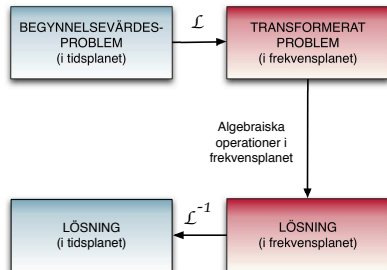 BEGYNNELSEVÄRDES-
PROBLEM
(i tidsplanet)
ℒ
TRANSFORMERAT
PROBLEM
(i frekvensplanet)
Algebraiska
operationer i
frekvensplanet
LÖSNING
(i tidsplanet)
ℒ⁻¹
LÖSNING
(i frekvensplanet)